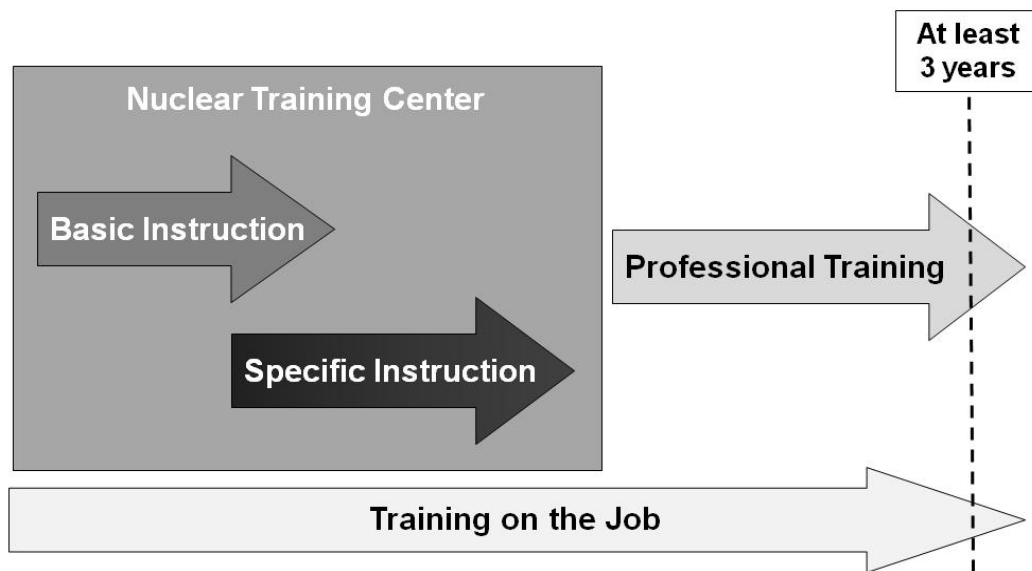 At least
3 years
Nuclear Training Center
Basic Instruction
Professional Training
Specific Instruction
Training on the Job